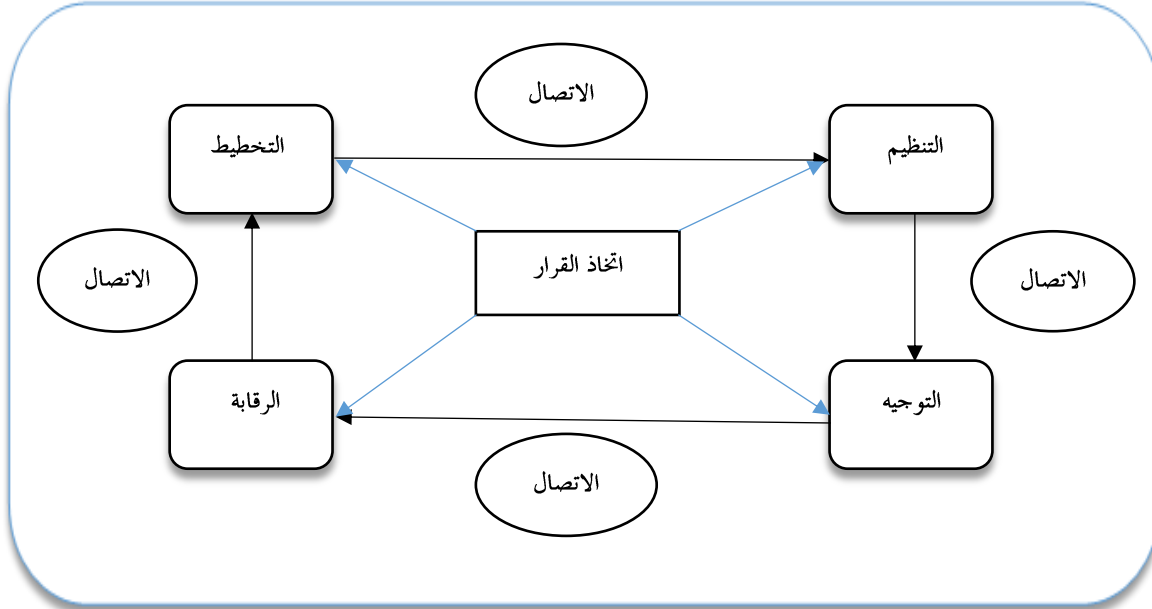 الاتصال
التنظيم
التخطيط
اتخاذ القرار
الاتصال
الاتصال
التوجيه
الرقابة
الاتصال